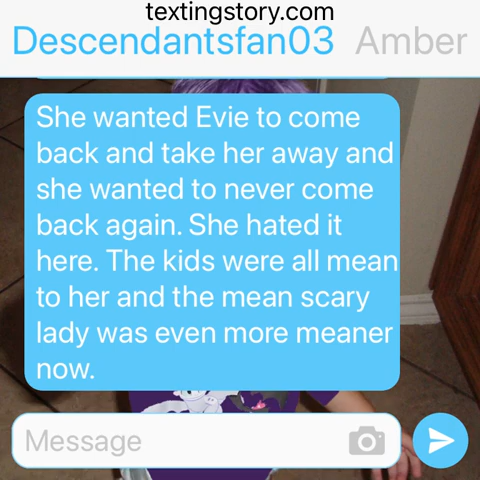 textingstory.com
Descendantsfan03 Amber
She wanted Evie to come
back and take her away and
she wanted to never come
back again. She hated it
here. The kids were all mean
to her and the mean scary
lady was even more meaner
now.
Message